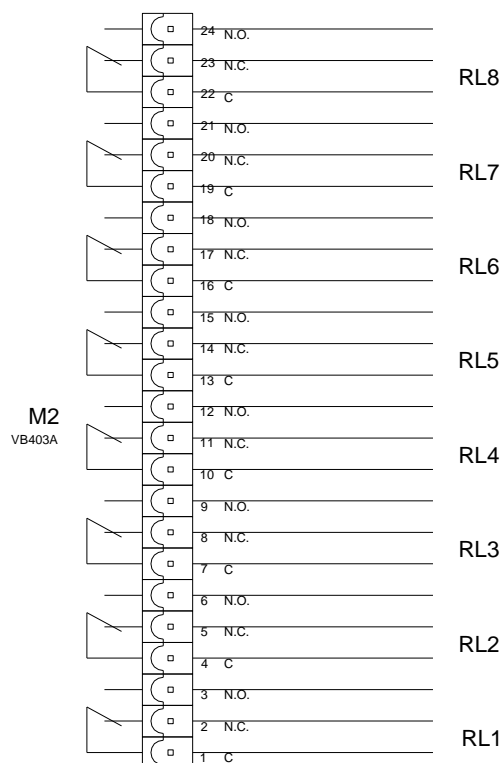 24 N.O.
23 N.C.
RL8
22 C
21 N.O.
20 N.C.
RL7
19 C
18 N.O.
17 N.C.
RL6
16 C
15 N.O.
14 N.C.
RL5
13 C
12 N.O.
M2
VB403A
11 N.C.
RL4
10 C
9 N.O.
8 N.C.
RL3
7 C
6 N.O.
5 N.C.
RL2
4 C
3 N.O.
2 N.C.
RL1
1 C